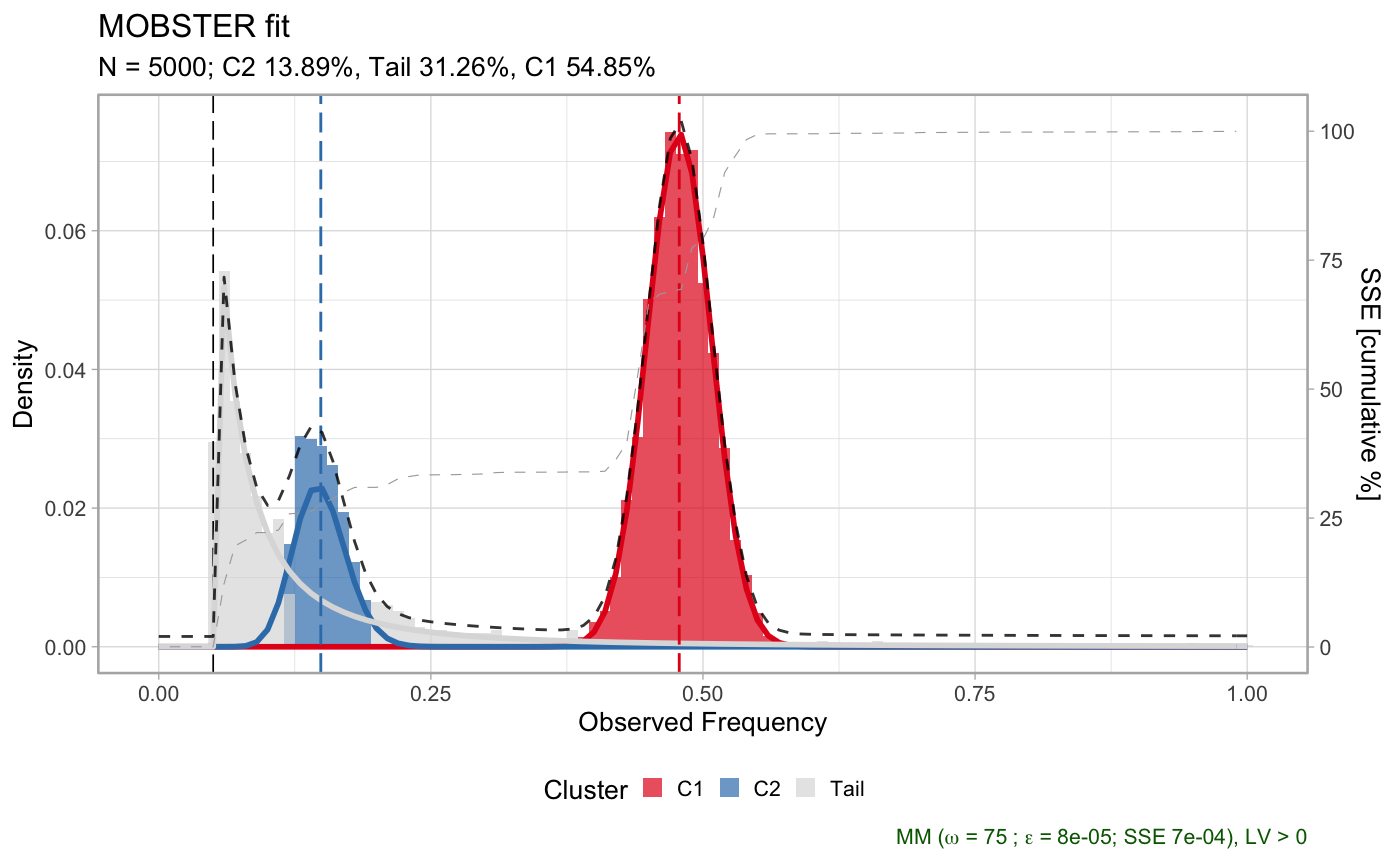 MOBSTER fit
N = 5000; C2 13.89%, Tail 31.26%, C1 54.85%
Density
0.06
0.04
0.02
0.00
100
75
50
25
0
SSE [cumulative %]
0.00 0.25 0.50 0.75 1.00
Observed Frequency
Cluster C1 C2 Tail
MM (ω = 75 ; ε = 8e-05; SSE 7e-04), LV > 0